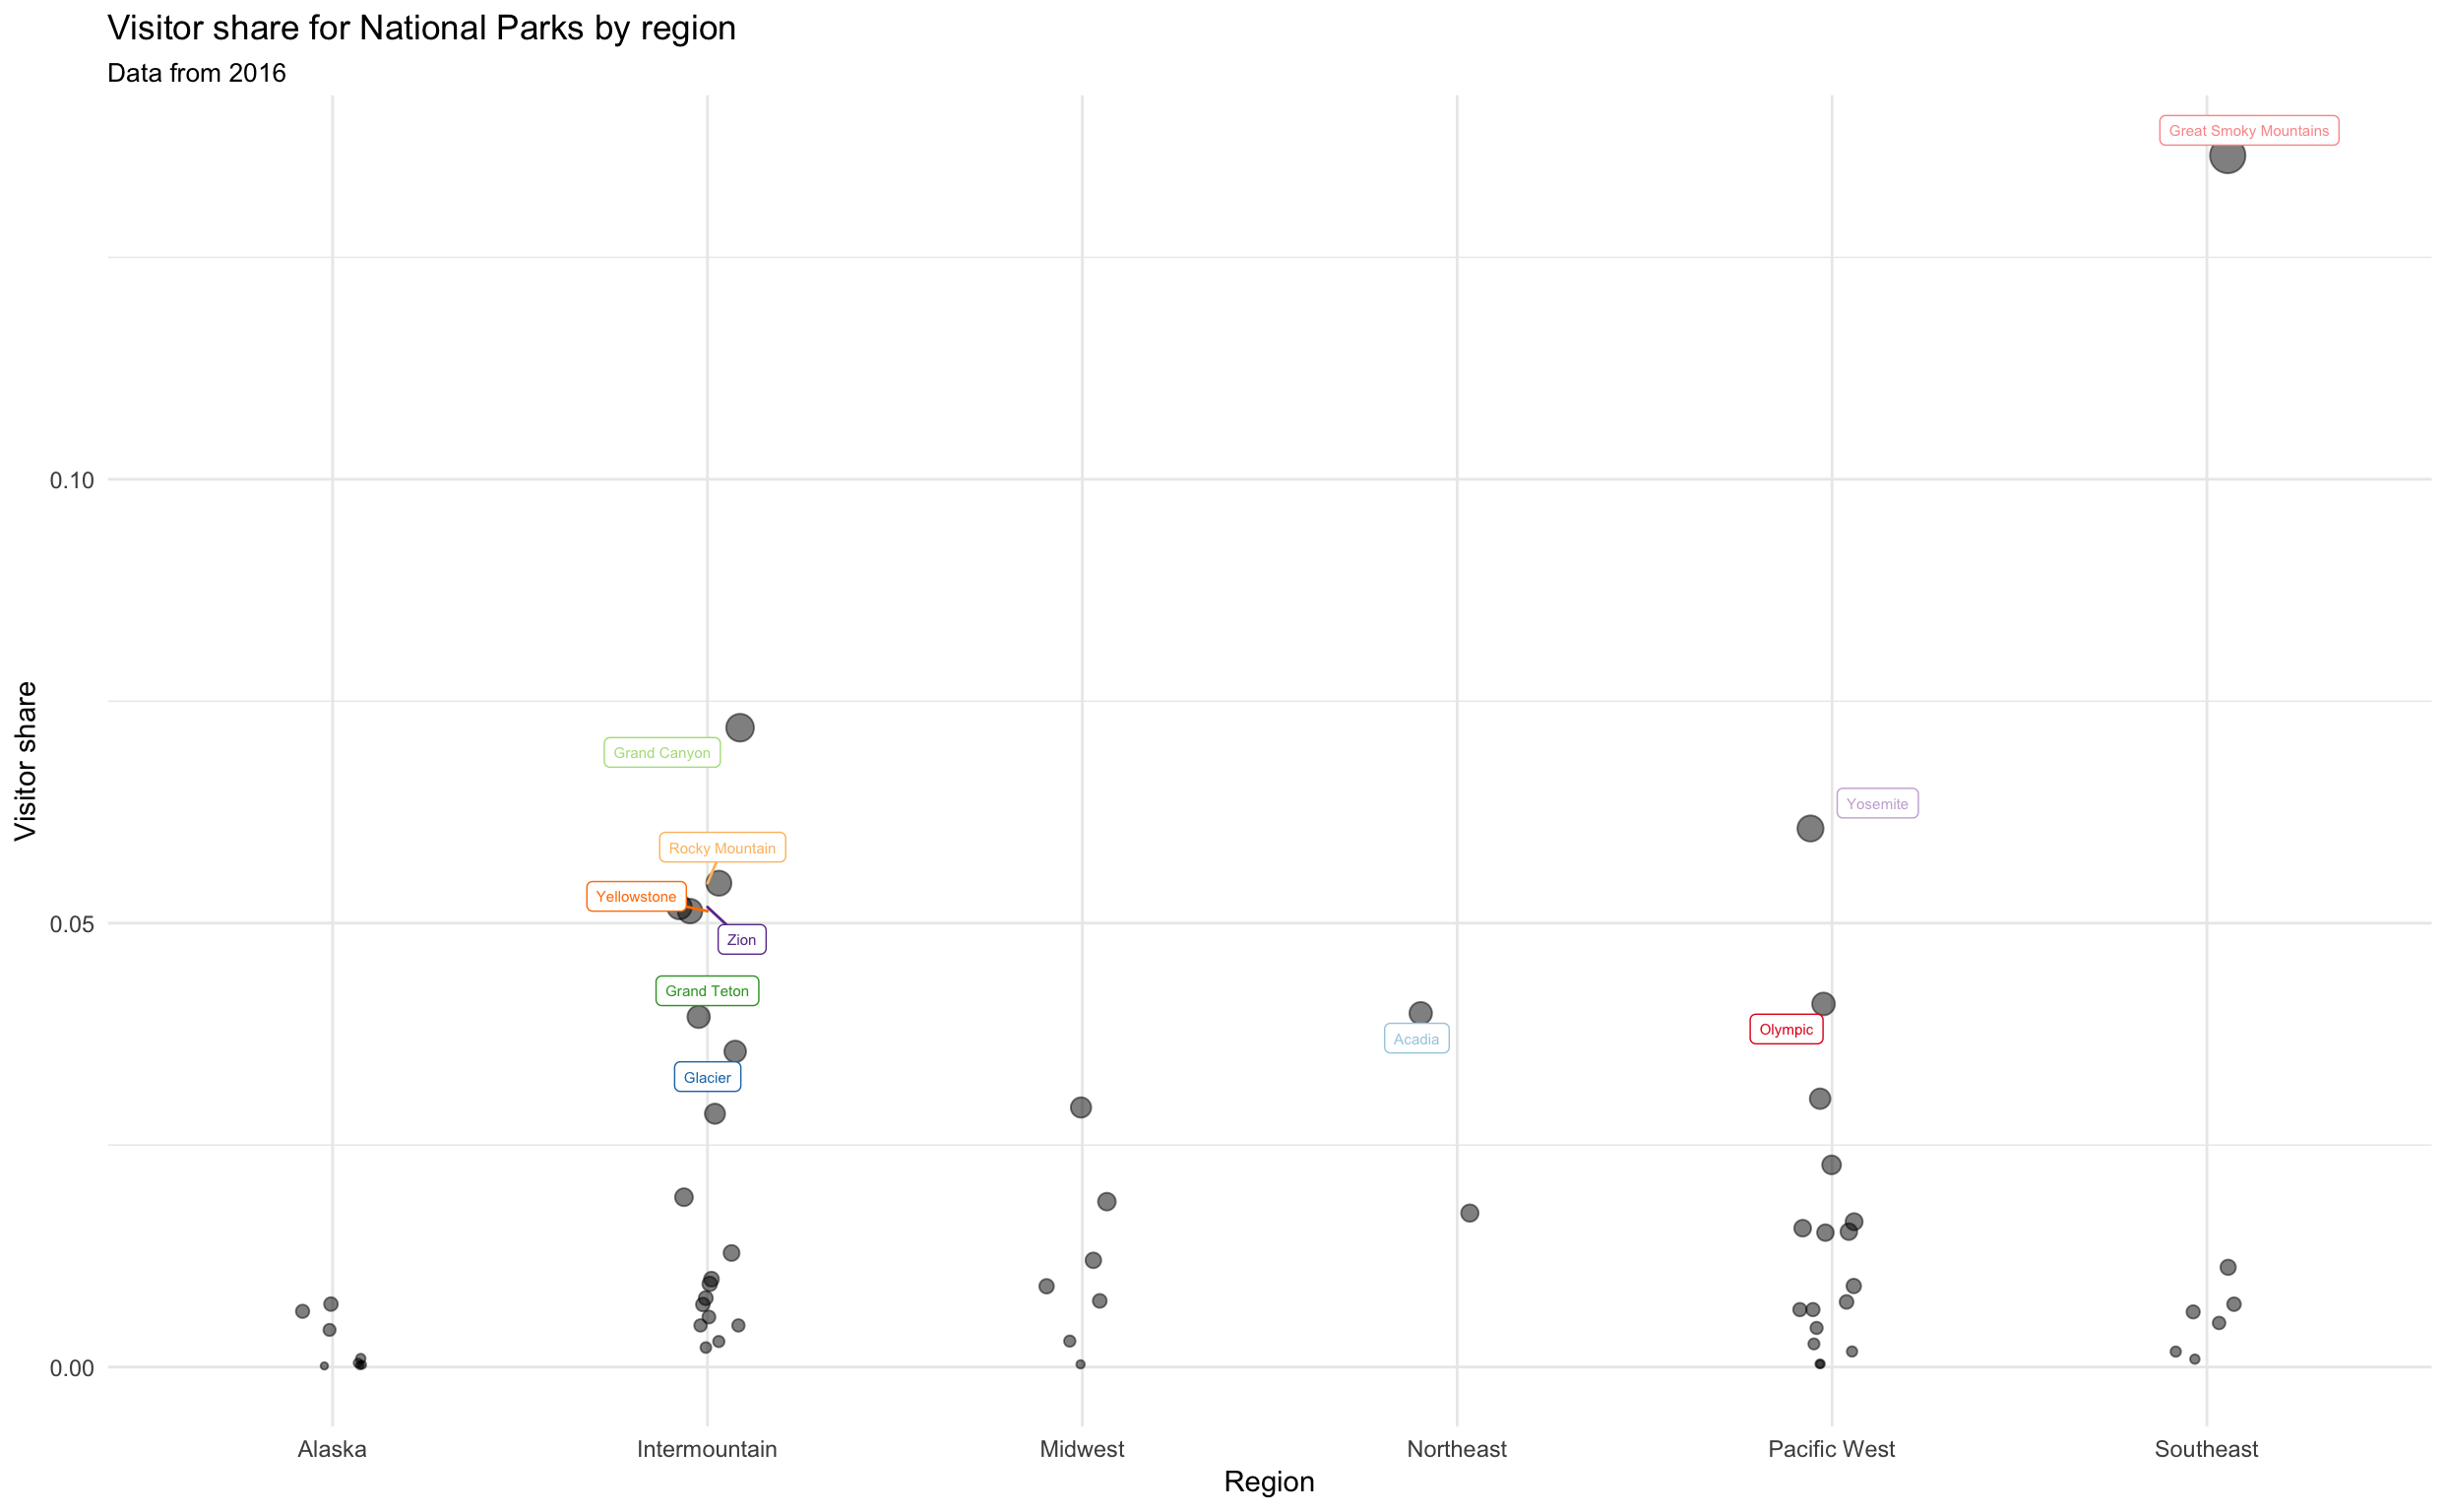 Visitor share for National Parks by region
Data from 2016
Great Smoky Mountains
0.10
Grand Canyon
Yosemite
Rocky Mountain
Yellowstone
0.05
Zion
Grand Teton
Olympic
Acadia
Glacier
0.00
Visitor share
Alaska Intermountain Midwest Northeast Pacific West Southeast
Region